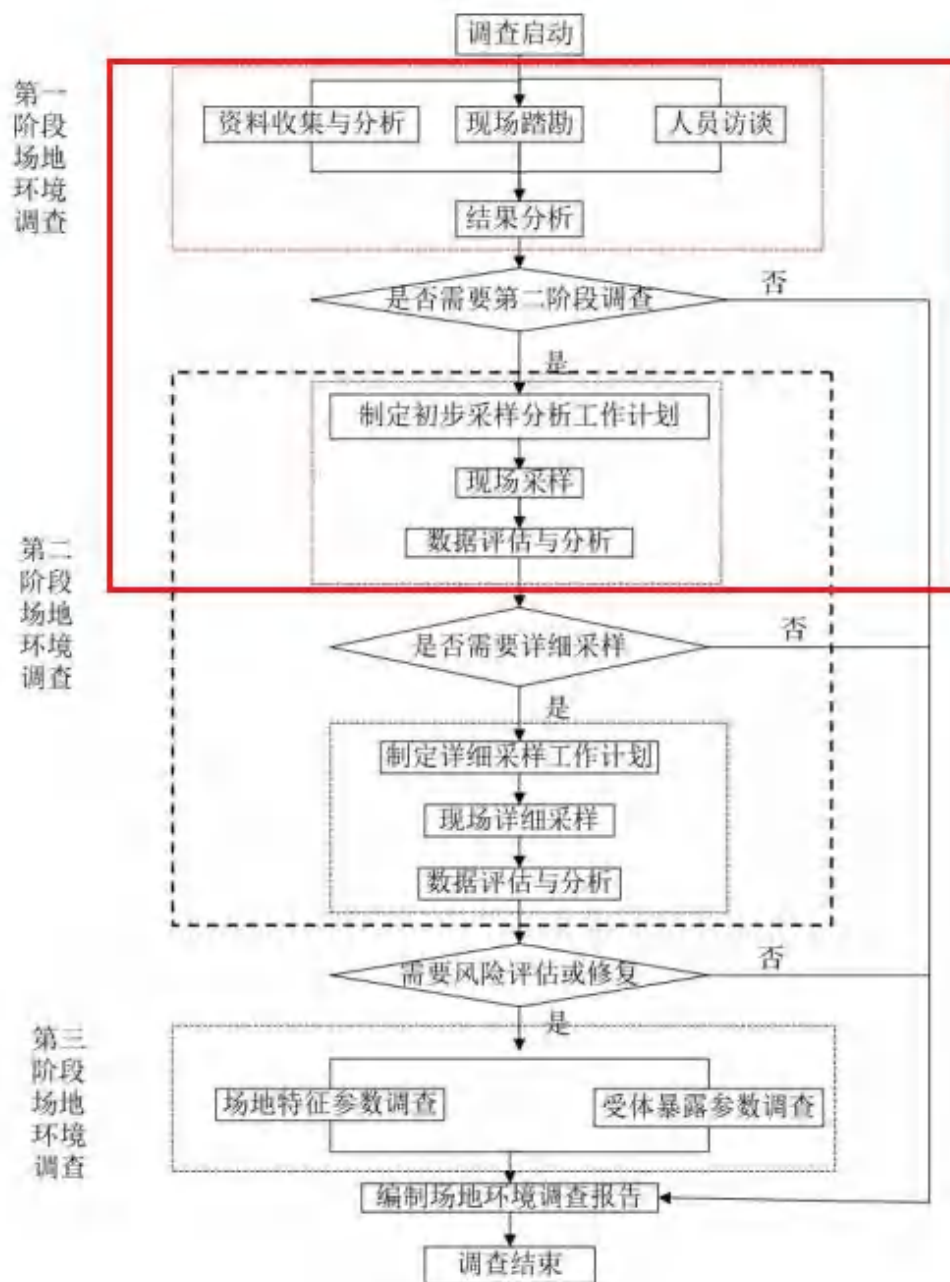 调查启动
第一
阶段
场地
环境
调查
资料收集与分析
现场踏勘
人员访谈
结果分析
是否需要第二阶段调查
否
是
第二
阶段
场地
环境
调查
制定初步采样分析工作计划
现场采样
数据评估与分析
是否需要详细采样
否
是
制定详细采样工作计划
现场详细采样
数据评估与分析
需要风险评估或修复
否
是
第三
阶段
场地
环境
调查
场地特征参数调查
受体暴露参数调查
编制场地环境调查报告
调查结束